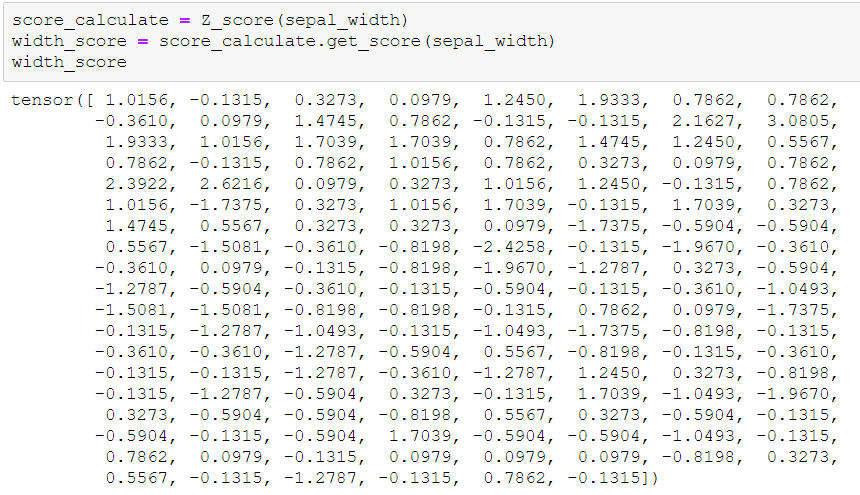 score_calculate = Z_score(sepal_width)
width_score = score_calculate.get_score(sepal_width)
width_score
tensor([ 1.0156, -0.1315,  0.3273,  0.0979,  1.2450,  1.9333,  0.7862,  0.7862,
        -0.3610,  0.0979,  1.4745,  0.7862, -0.1315, -0.1315,  2.1627,  3.0805,
         1.9333,  1.0156,  1.7039,  1.7039,  0.7862,  1.4745,  1.2450,  0.5567,
         0.7862, -0.1315,  0.7862,  1.0156,  0.7862,  0.3273,  0.0979,  0.7862,
         2.3922,  2.6216,  0.0979,  0.3273,  1.0156,  1.2450, -0.1315,  0.7862,
         1.0156, -1.7375,  0.3273,  1.0156,  1.7039, -0.1315,  1.7039,  0.3273,
         1.4745,  0.5567,  0.3273,  0.3273,  0.0979, -1.7375, -0.5904, -0.5904,
         0.5567, -1.5081, -0.3610, -0.8198, -2.4258, -0.1315, -1.9670, -0.3610,
        -0.3610,  0.0979, -0.1315, -0.8198, -1.9670, -1.2787,  0.3273, -0.5904,
        -1.2787, -0.5904, -0.3610, -0.1315, -0.5904, -0.1315, -0.3610, -1.0493,
        -1.5081, -1.5081, -0.8198, -0.8198, -0.1315,  0.7862,  0.0979, -1.7375,
        -0.1315, -1.2787, -1.0493, -0.1315, -1.0493, -1.7375, -0.8198, -0.1315,
        -0.3610, -0.3610, -1.2787, -0.5904,  0.5567, -0.8198, -0.1315, -0.3610,
        -0.1315, -0.1315, -1.2787, -0.3610, -1.2787,  1.2450,  0.3273, -0.8198,
        -0.1315, -1.2787, -0.5904,  0.3273, -0.1315,  1.7039, -1.0493, -1.9670,
         0.3273, -0.5904, -0.5904, -0.8198,  0.5567,  0.3273, -0.5904, -0.1315,
        -0.5904, -0.1315, -0.5904,  1.7039, -0.5904, -0.5904, -1.0493, -0.1315,
         0.7862,  0.0979, -0.1315,  0.0979,  0.0979,  0.0979, -0.8198,  0.3273,
         0.5567, -0.1315, -1.2787, -0.1315,  0.7862, -0.1315])